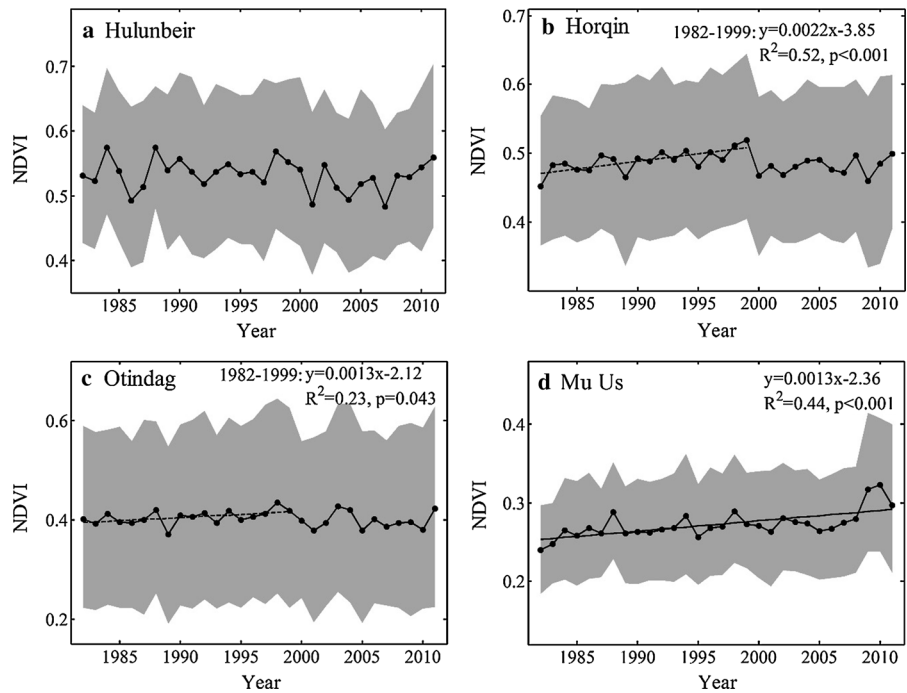 a Hulunbeir
0.7
0.6
0.5
0.4
NDVI
1985 1990 1995 2000 2005 2010
Year
b Horqin
1982-1999: y=0.0022x-3.85
R²=0.52, p<0.001
0.7
0.6
0.5
0.4
NDVI
1985 1990 1995 2000 2005 2010
Year
c Otindag
1982-1999: y=0.0013x-2.12
R²=0.23, p=0.043
0.6
0.4
0.2
NDVI
1985 1990 1995 2000 2005 2010
Year
d Mu Us
y=0.0013x-2.36
R²=0.44, p<0.001
0.4
0.3
0.2
NDVI
1985 1990 1995 2000 2005 2010
Year